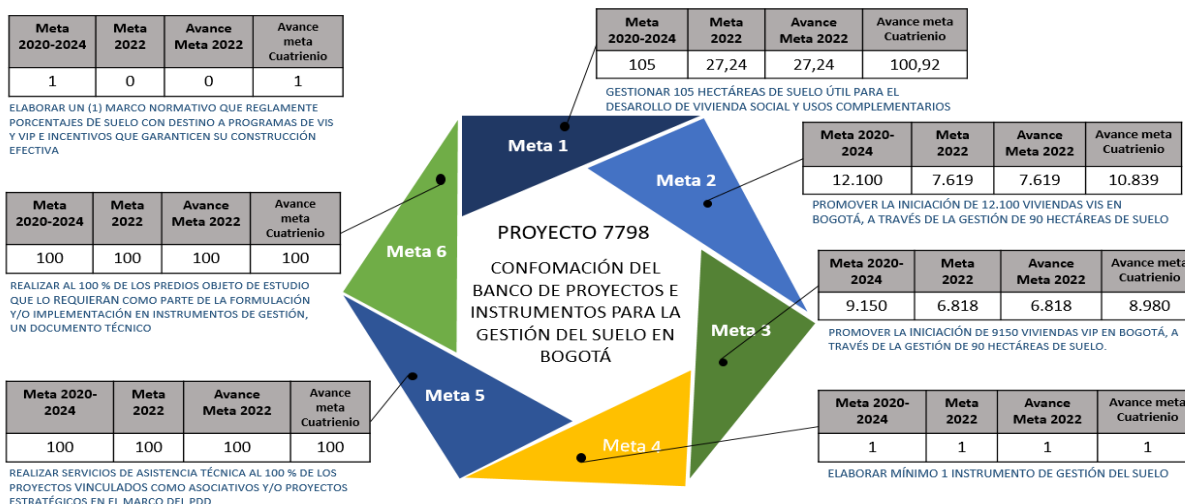 Meta 2020-2024 Meta 2022 Avance Meta 2022 Avance meta Cuatrienio
1 0 0 1
ELABORAR UN (1) MARCO NORMATIVO QUE REGLAMENTE
PORCENTAJES DE SUELO CON DESTINO A PROGRAMAS DE VIS
Y VIP E INCENTIVOS QUE GARANTICEN SU CONSTRUCCIÓN
EFECTIVA
Meta 2020-2024 Meta 2022 Avance Meta 2022 Avance meta Cuatrienio
105 27,24 27,24 100,92
GESTIONAR 105 HECTÁREAS DE SUELO ÚTIL PARA EL
DESAROLLO DE VIVIENDA SOCIAL Y USOS COMPLEMENTARIOS
Meta 2020-2024 Meta 2022 Avance Meta 2022 Avance meta Cuatrienio
12.100 7.619 7.619 10.839
PROMOVER LA INICIACIÓN DE 12.100 VIVIENDAS VIS EN
BOGOTÁ, A TRAVÉS DE LA GESTIÓN DE 90 HECTÁREAS DE SUELO
Meta 2020-2024 Meta 2022 Avance Meta 2022 Avance meta Cuatrienio
100 100 100 100
REALIZAR AL 100 % DE LOS PREDIOS OBJETO DE ESTUDIO
QUE LO REQUIERAN COMO PARTE DE LA FORMULACIÓN
Y/O IMPLEMENTACIÓN EN INSTRUMENTOS DE GESTIÓN,
UN DOCUMENTO TÉCNICO
Meta 2020-2024 Meta 2022 Avance Meta 2022 Avance meta Cuatrienio
9.150 6.818 6.818 8.980
PROMOVER LA INICIACIÓN DE 9150 VIVIENDAS VIP EN BOGOTÁ, A
TRAVÉS DE LA GESTIÓN DE 90 HECTÁREAS DE SUELO.
Meta 2020-2024 Meta 2022 Avance Meta 2022 Avance meta Cuatrienio
100 100 100 100
REALIZAR SERVICIOS DE ASISTENCIA TÉCNICA AL 100 % DE LOS
PROYECTOS VINCULADOS COMO ASOCIATIVOS Y/O PROYECTOS
ESTRATÉGICOS EN EL MARCO DEL PDD
Meta 2020-2024 Meta 2022 Avance Meta 2022 Avance meta Cuatrienio
1 1 1 1
ELABORAR MÍNIMO 1 INSTRUMENTO DE GESTIÓN DEL SUELO
Meta 1
Meta 2
Meta 3
Meta 4
Meta 5
Meta 6
PROYECTO 7798
CONFOMACIÓN DEL
BANCO DE PROYECTOS E
INSTRUMENTOS PARA LA
GESTIÓN DEL SUELO EN
BOGOTÁ